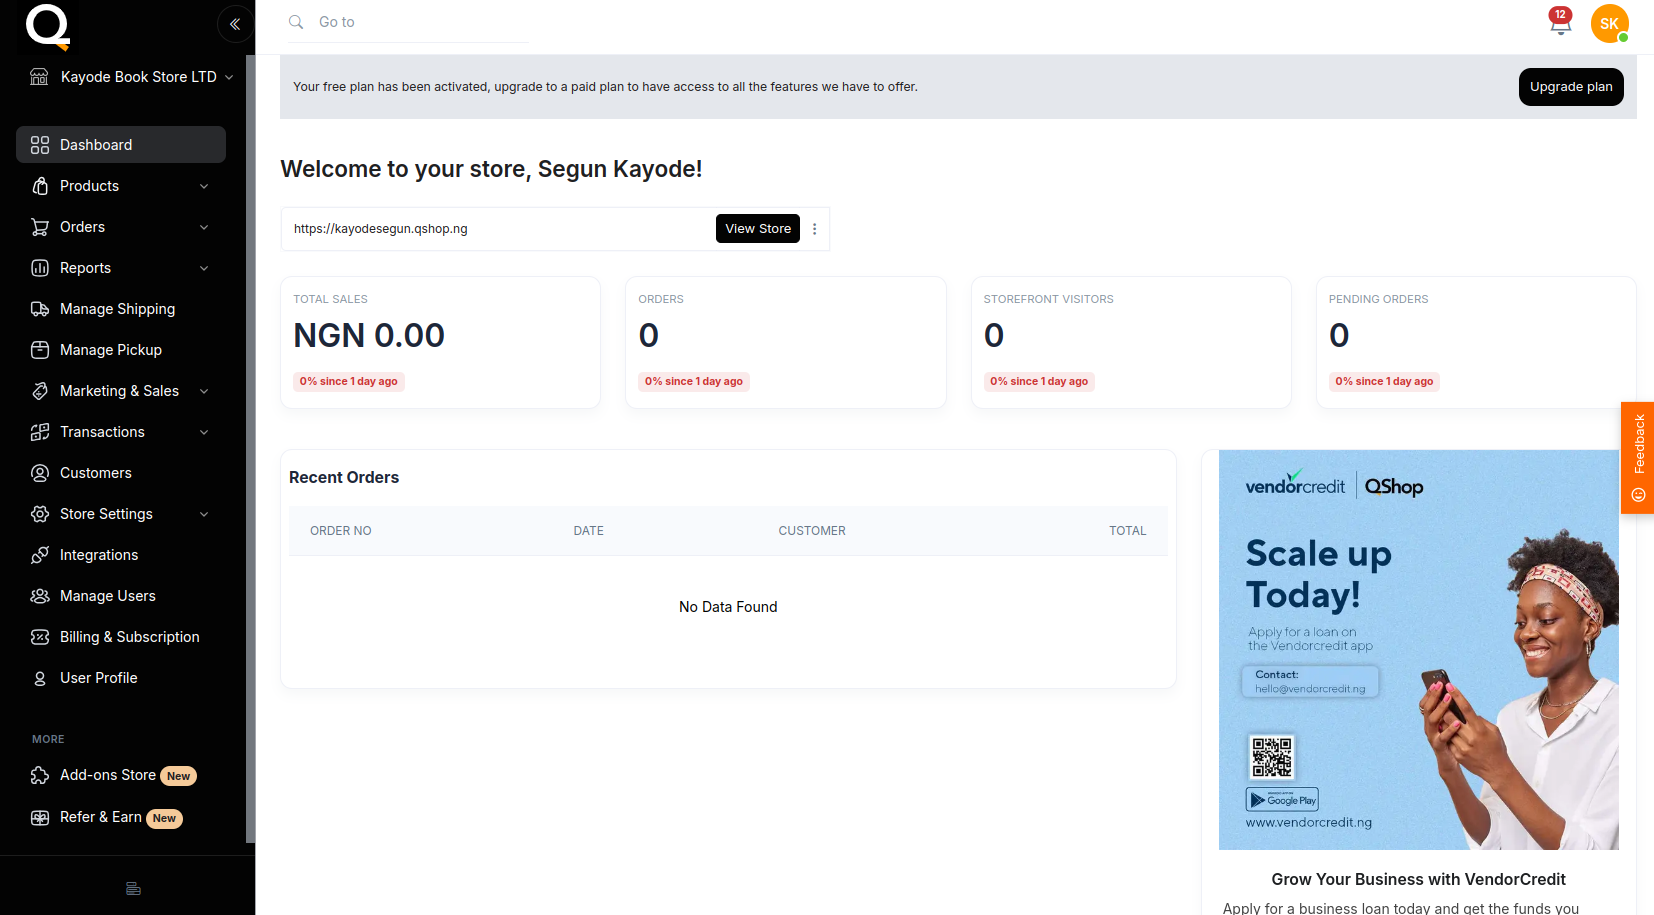 Kayode Book Store LTD
Dashboard
Products
Orders
Reports
Manage Shipping
Manage Pickup
Marketing & Sales
Transactions
Customers
Store Settings
Integrations
Manage Users
Billing & Subscription
User Profile
MORE
Add-ons Store New
Refer & Earn New
Go to
12
SK
Your free plan has been activated, upgrade to a paid plan to have access to all the features we have to offer.
Upgrade plan
Welcome to your store, Segun Kayode!
https://kayodesegun.qshop.ng
View Store
TOTAL SALES
NGN 0.00
0% since 1 day ago
ORDERS
0
0% since 1 day ago
STOREFRONT VISITORS
0
0% since 1 day ago
PENDING ORDERS
0
0% since 1 day ago
Feedback
Recent Orders
ORDER NO DATE CUSTOMER TOTAL
No Data Found
vendorcredit QShop
Scale up
Today!
Apply for a loan on
the Vendorcredit app
Contact:
hello@vendorcredit.ng
Google Play
www.vendorcredit.ng
Grow Your Business with VendorCredit
Apply for a business loan today and get the funds you